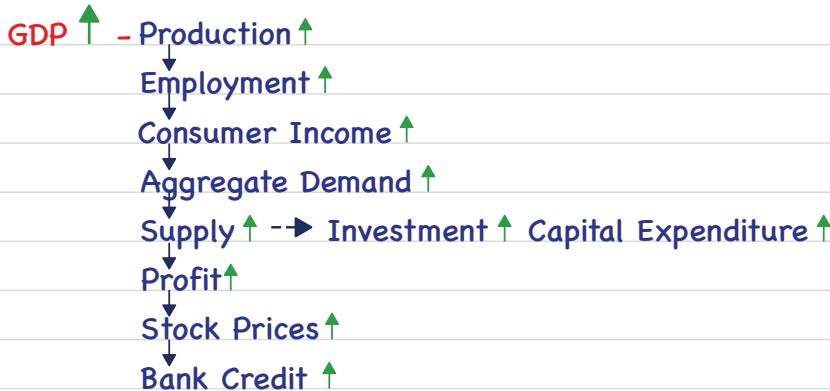 GDP ↑ - Production ↑
Employment ↑
Consumer Income ↑
Aggregate Demand ↑
Supply ↑ --> Investment ↑ Capital Expenditure ↑
Profit ↑
Stock Prices ↑
Bank Credit ↑